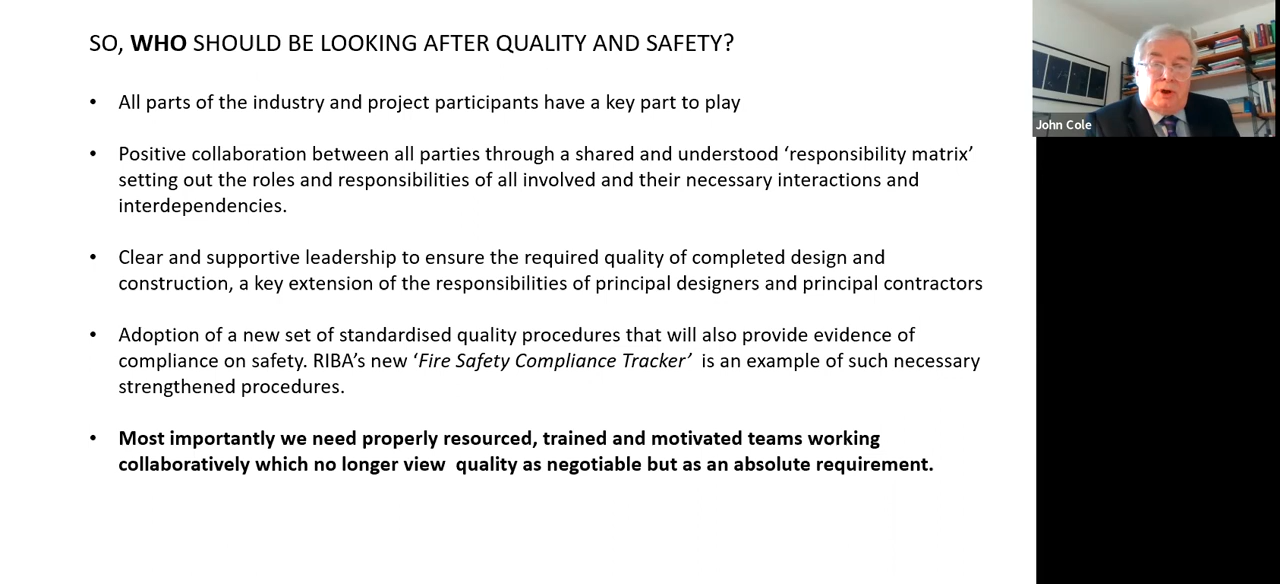 SO, WHO SHOULD BE LOOKING AFTER QUALITY AND SAFETY?
• All parts of the industry and project participants have a key part to play
• Positive collaboration between all parties through a shared and understood ‘responsibility matrix’
setting out the roles and responsibilities of all involved and their necessary interactions and
interdependencies.
• Clear and supportive leadership to ensure the required quality of completed design and
construction, a key extension of the responsibilities of principal designers and principal contractors
• Adoption of a new set of standardised quality procedures that will also provide evidence of
compliance on safety. RIBA’s new ‘Fire Safety Compliance Tracker’ is an example of such necessary
strengthened procedures.
• Most importantly we need properly resourced, trained and motivated teams working
collaboratively which no longer view quality as negotiable but as an absolute requirement.
John Cole